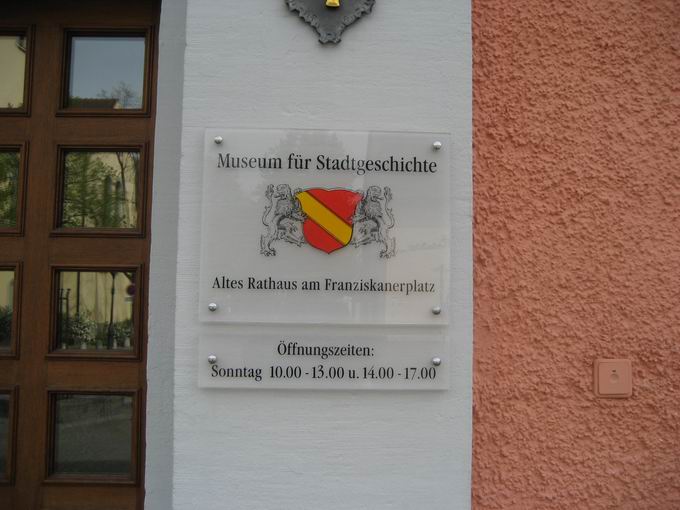 Museum für Stadtgeschichte
Altes Rathaus am Franziskanerplatz
Öffnungszeiten:
Sonntag 10.00 - 13.00 u. 14.00 - 17.00